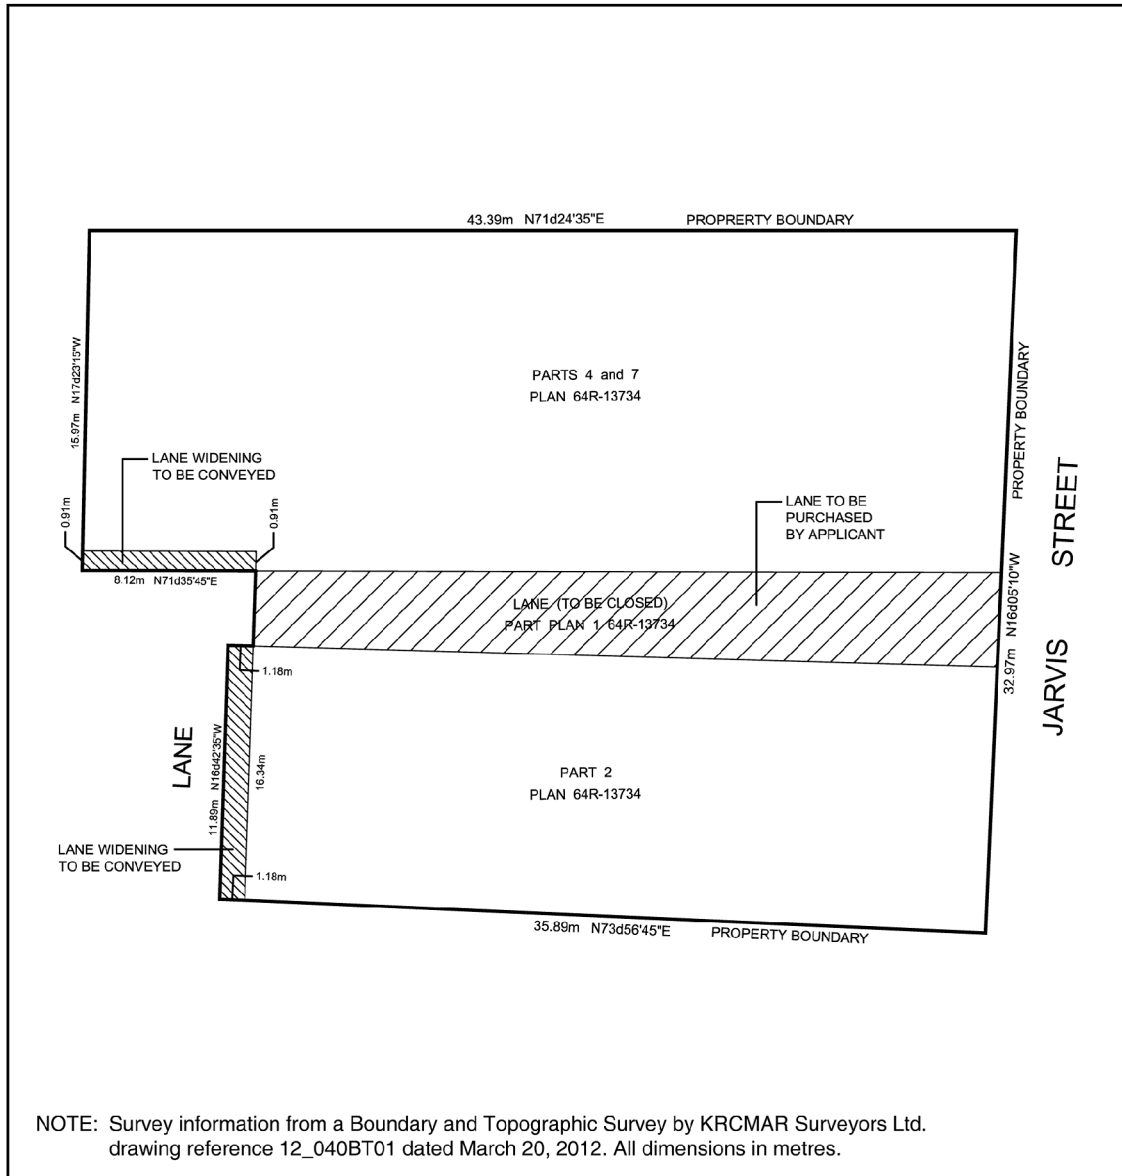 43.39m N71d24'35"E PROPRERTY BOUNDARY
15.97m N17d23'15"W
PROPERTY BOUNDARY
PARTS 4 and 7
PLAN 64R-13734
LANE WIDENING
TO BE CONVEYED
0.91m
0.91m
8.12m N71d35'45"E
LANE TO BE
PURCHASED
BY APPLICANT
LANE (TO BE CLOSED)
PART PLAN 1 64R-13734
JARVIS STREET
32.97m N16d05'10"W
1.18m
LANE
11.89m N16d42'35"W
16.34m
PART 2
PLAN 64R-13734
LANE WIDENING
TO BE CONVEYED
1.18m
35.89m N73d56'45"E PROPERTY BOUNDARY
NOTE: Survey information from a Boundary and Topographic Survey by KRCMAR Surveyors Ltd.
drawing reference 12_040BT01 dated March 20, 2012. All dimensions in metres.